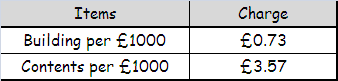 Items Charge
Building per £1000 £0.73
Contents per £1000 £3.57